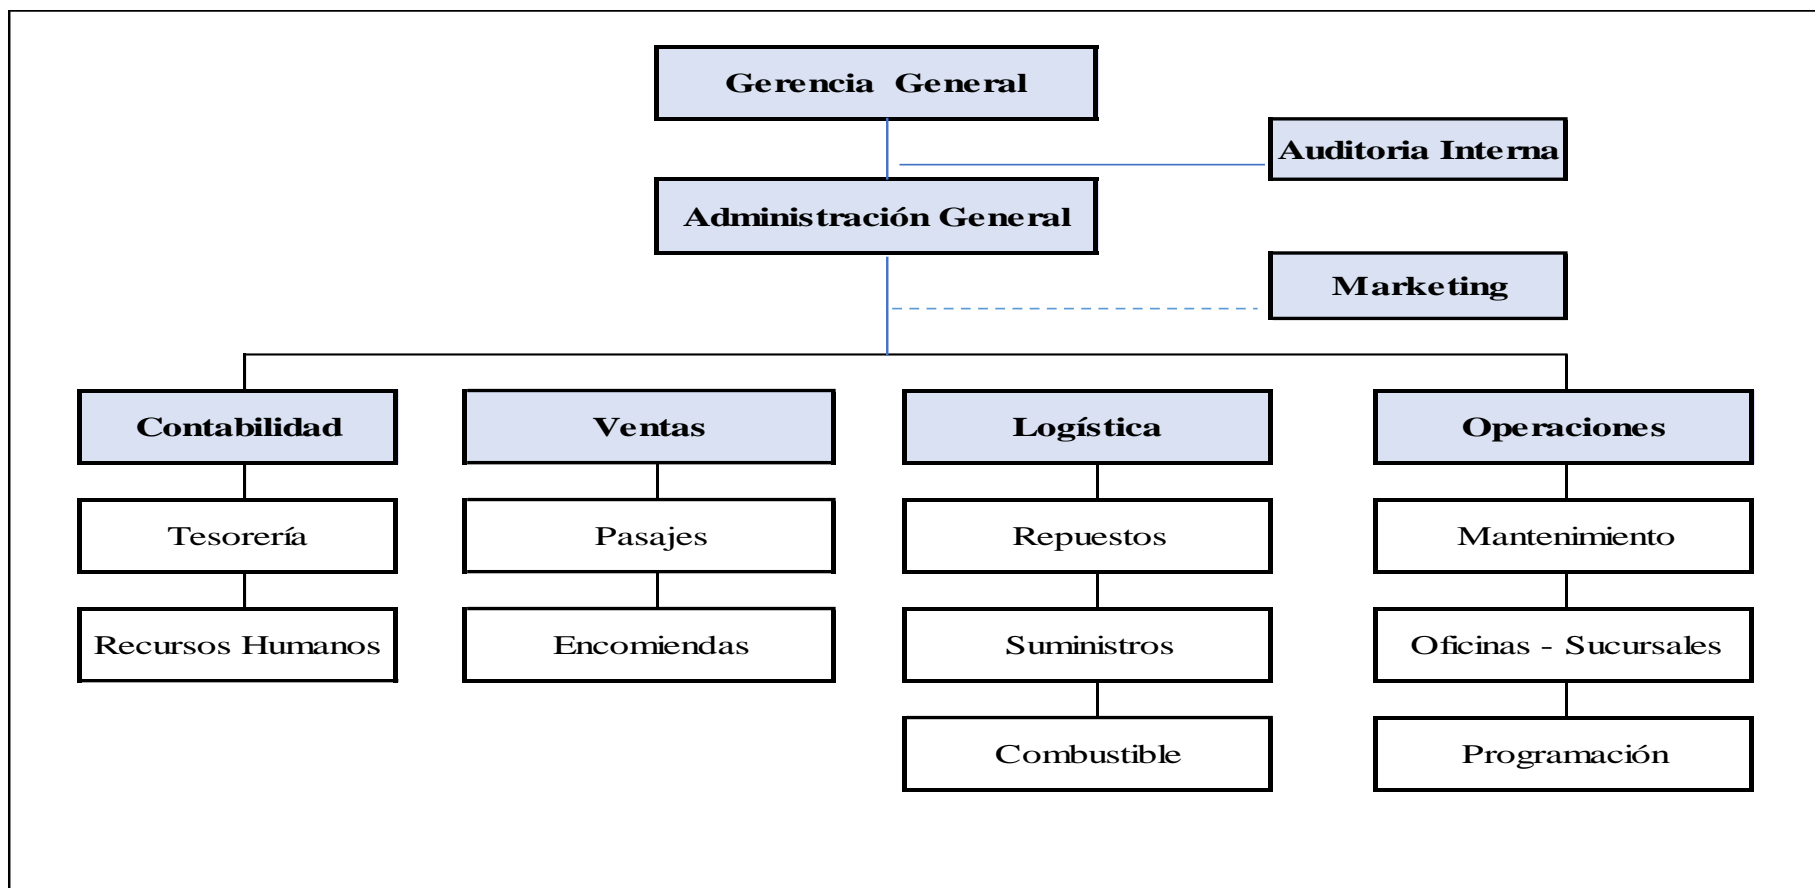 Gerencia General
Auditoria Interna
Administración General
Marketing
Contabilidad
Ventas
Logística
Operaciones
Tesorería
Pasajes
Repuestos
Mantenimiento
Recursos Humanos
Encomiendas
Suministros
Oficinas - Sucursales
Combustible
Programación